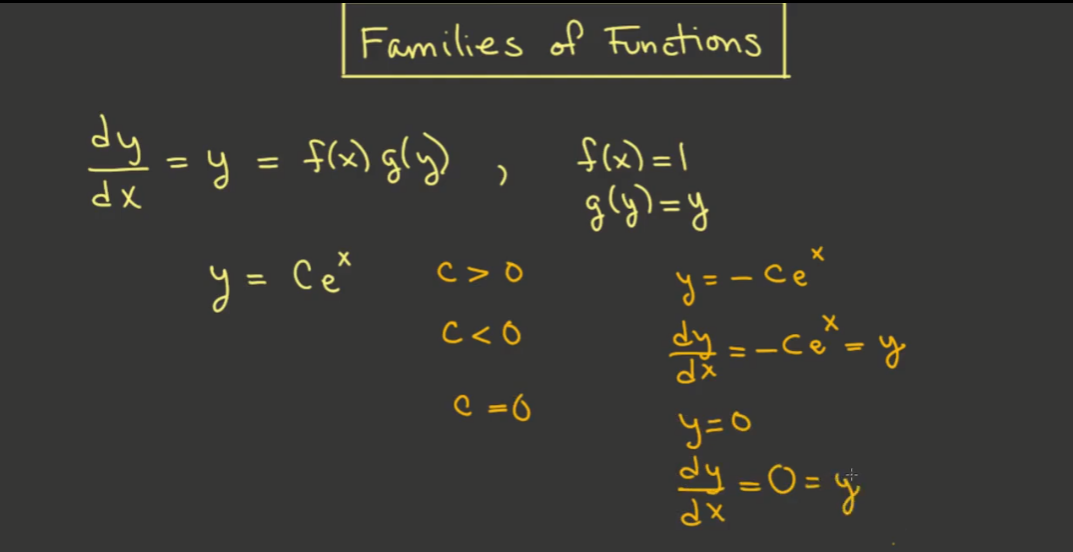 Families of Functions
dy/dx = y = f(x) g(y) , f(x) = 1
g(y) = y
y = Ce^x c > 0 y = - ce^x
c < 0 dy/dx = - ce^x = y
c = 0 y = 0
dy/dx = 0 = y